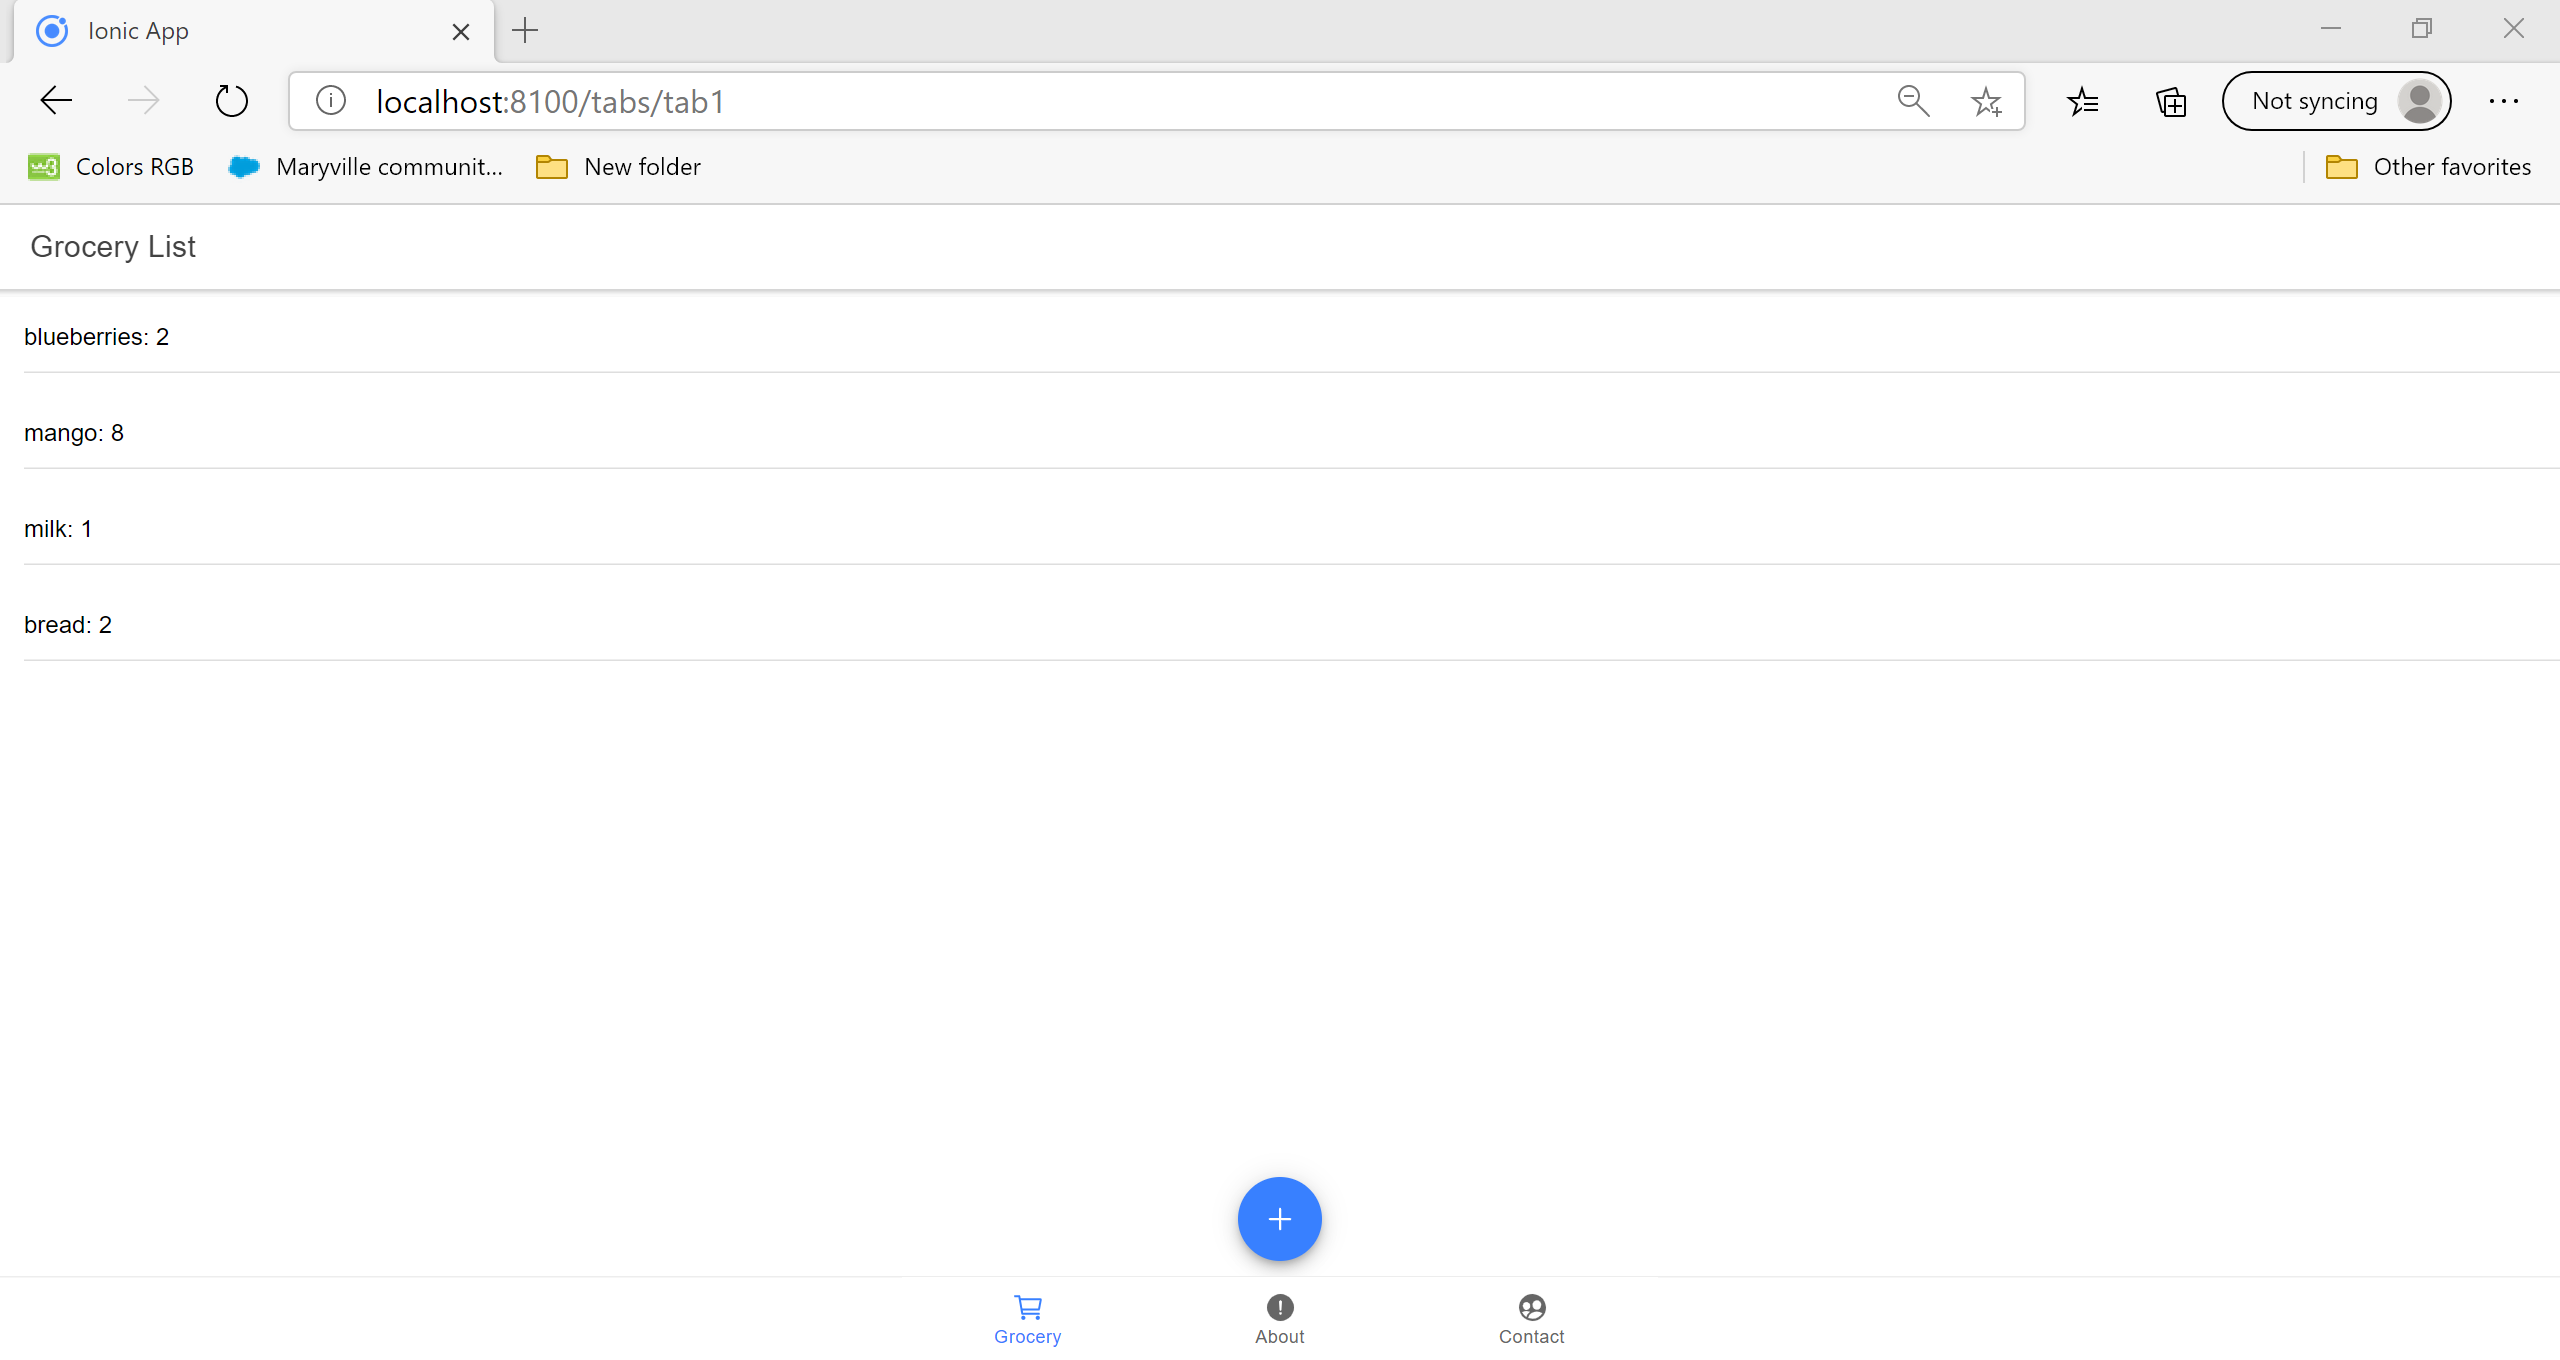 Ionic App
localhost:8100/tabs/tab1
Not syncing
Colors RGB
Maryville communit...
New folder
Other favorites
Grocery List
blueberries: 2
mango: 8
milk: 1
bread: 2
Grocery
About
Contact